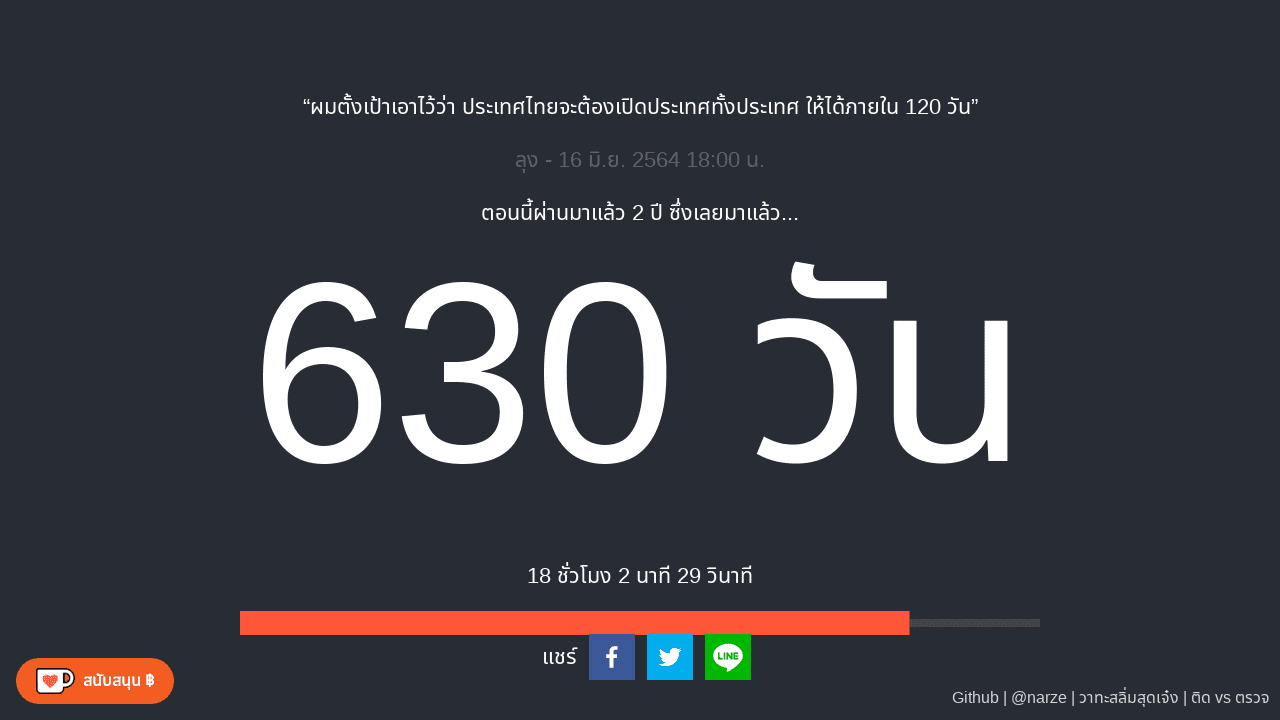 “ผมตั้งเป้าเอาไว้ว่า ประเทศไทยจะต้องเปิดประเทศทั้งประเทศ ให้ได้ภายใน 120 วัน”
ลุง - 16 มิ.ย. 2564 18:00 น.
ตอนนี้ผ่านมาแล้ว 2 ปี ซึ่งเลยมาแล้ว...
630 วัน
18 ชั่วโมง 2 นาที 29 วินาที
แชร์
LINE
สนับสนุน ฿
Github | @narze | วาทะสลิ่มสุดเจ๋ง | ติด vs ตรวจ